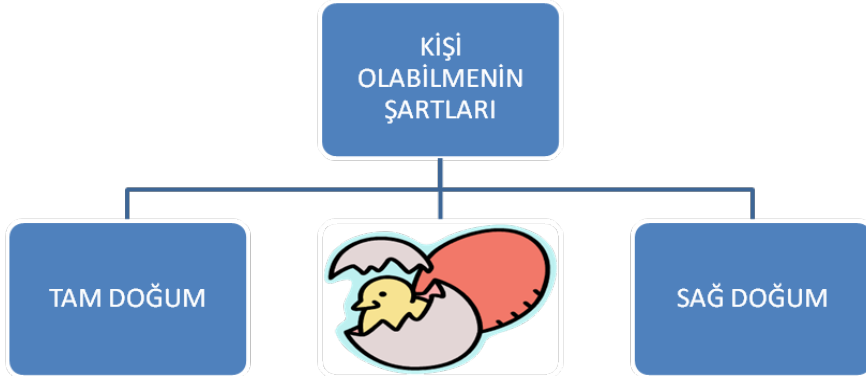 KİŞİ
OLABİLMENİN
ŞARTLARI
TAM DOĞUM
SAĞ DOĞUM